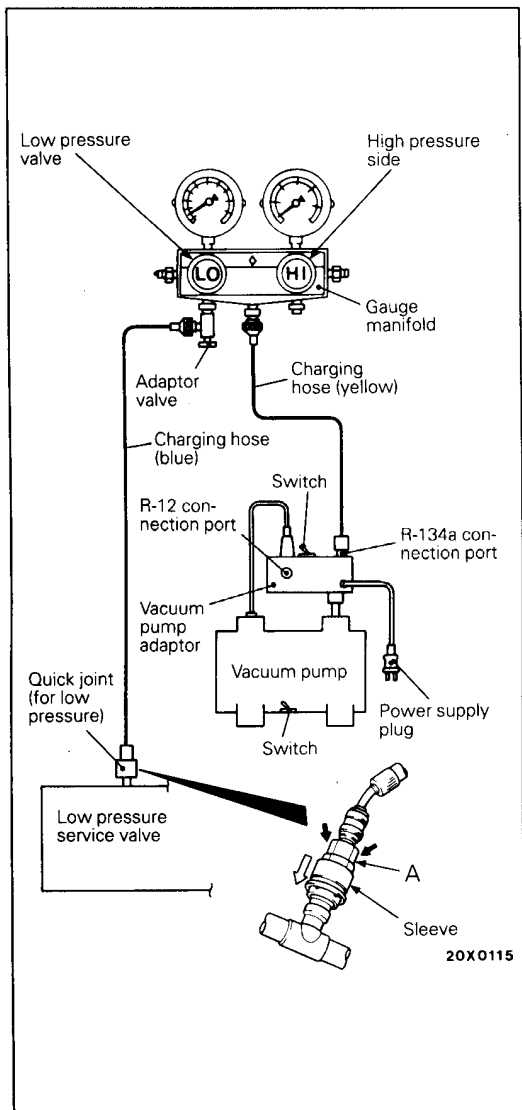 Low pressure
valve
High pressure
side
LO
HI
Gauge
manifold
Adaptor
valve
Charging
hose (yellow)
Charging hose
(blue)
Switch
R-12 con-
nection port
R-134a con-
nection port
Vacuum
pump
adaptor
Vacuum pump
Quick joint
(for low
pressure)
Power supply
plug
Switch
Low pressure
service valve
A
Sleeve
20X0115